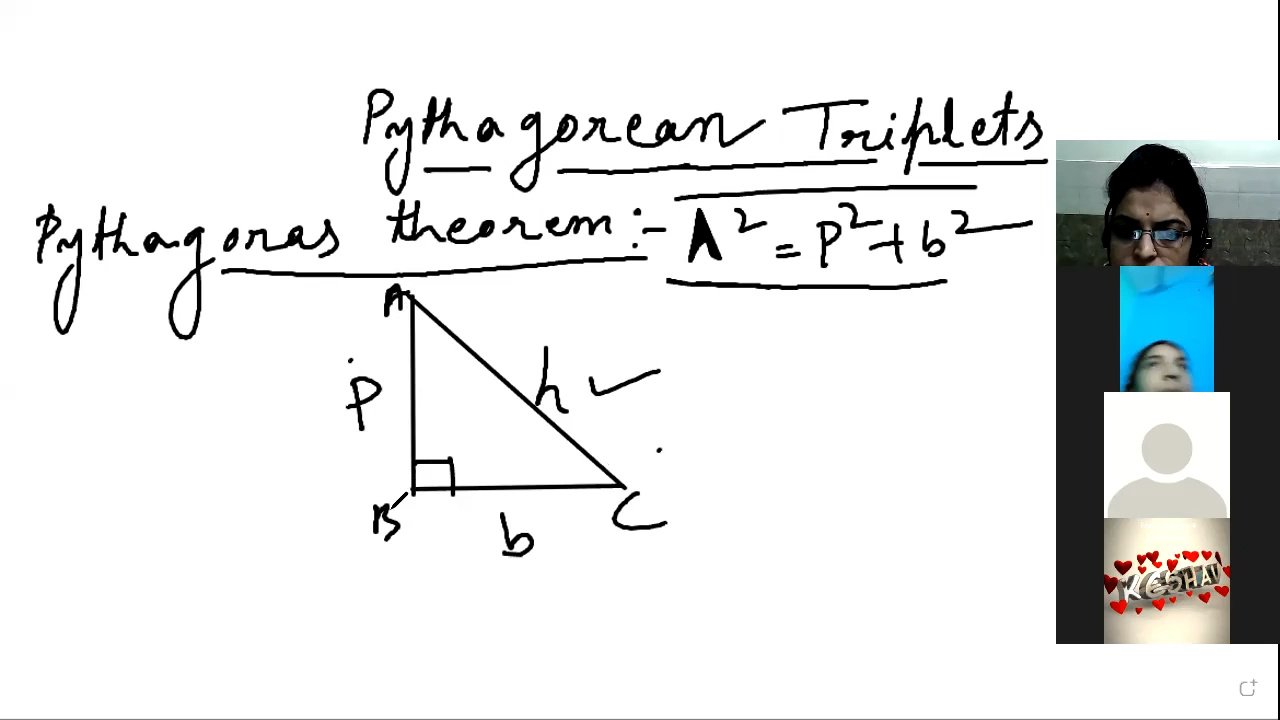 Pythagorean Triplets
Pythagoras theorem:- h² = p² + b²
A
p
h ✓
B
b
C
KESHAV